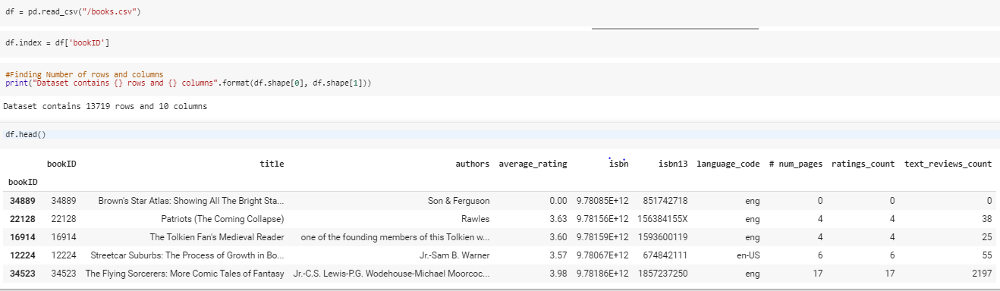 df = pd.read_csv("/books.csv")
df.index = df['bookID']
#Finding Number of rows and columns
print("Dataset contains {} rows and {} columns".format(df.shape[0], df.shape[1]))
Dataset contains 13719 rows and 10 columns
df.head()
bookID title authors average_rating isbn isbn13 language_code # num_pages ratings_count text_reviews_count
bookID
34889 34889 Brown's Star Atlas: Showing All The Bright Sta... Son & Ferguson 0.00 9.78085E+12 851742718 eng 0 0 0
22128 22128 Patriots (The Coming Collapse) Rawles 3.63 9.78156E+12 156384155X eng 4 4 38
16914 16914 The Tolkien Fan's Medieval Reader one of the founding members of this Tolkien w... 3.60 9.78159E+12 1593600119 eng 4 4 25
12224 12224 Streetcar Suburbs: The Process of Growth in Bo... Jr.-Sam B. Warner 3.57 9.78067E+12 674842111 en-US 6 6 55
34523 34523 The Flying Sorcerers: More Comic Tales of Fantasy Jr.-C.S. Lewis-P.G. Wodehouse-Michael Moorcoc... 3.98 9.78186E+12 1857237250 eng 17 17 2197